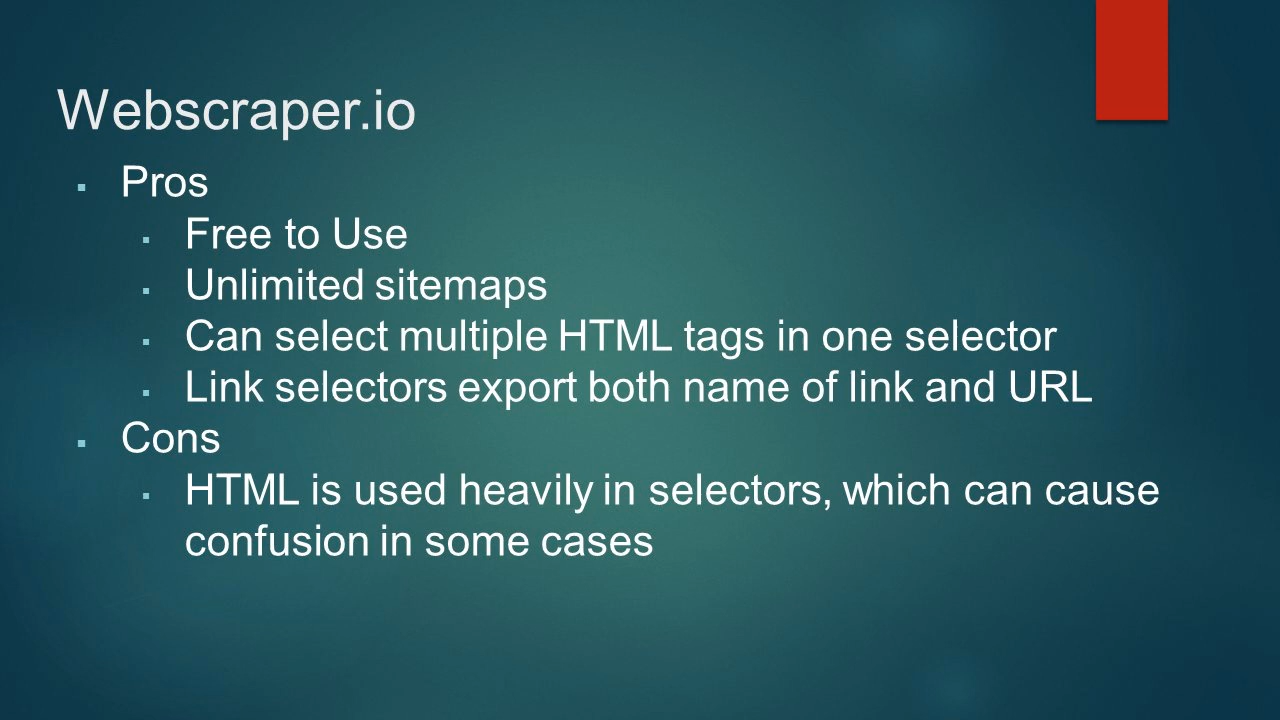 Webscraper.io
Pros
Free to Use
Unlimited sitemaps
Can select multiple HTML tags in one selector
Link selectors export both name of link and URL
Cons
HTML is used heavily in selectors, which can cause
confusion in some cases